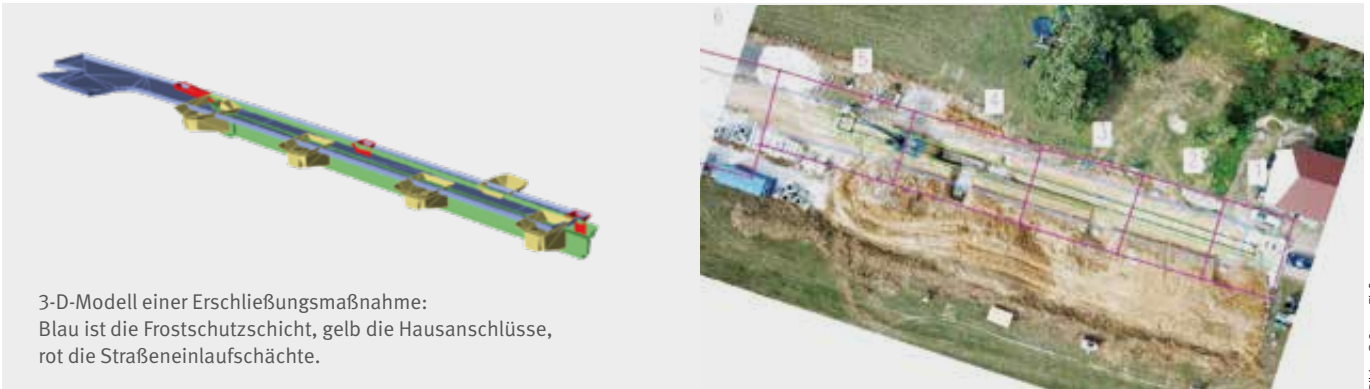 3-D-Modell einer Erschließungsmaßnahme:
Blau ist die Frostschutzschicht, gelb die Hausanschlüsse,
rot die Straßeneinlaufschächte.
6
5
4
3
2
1